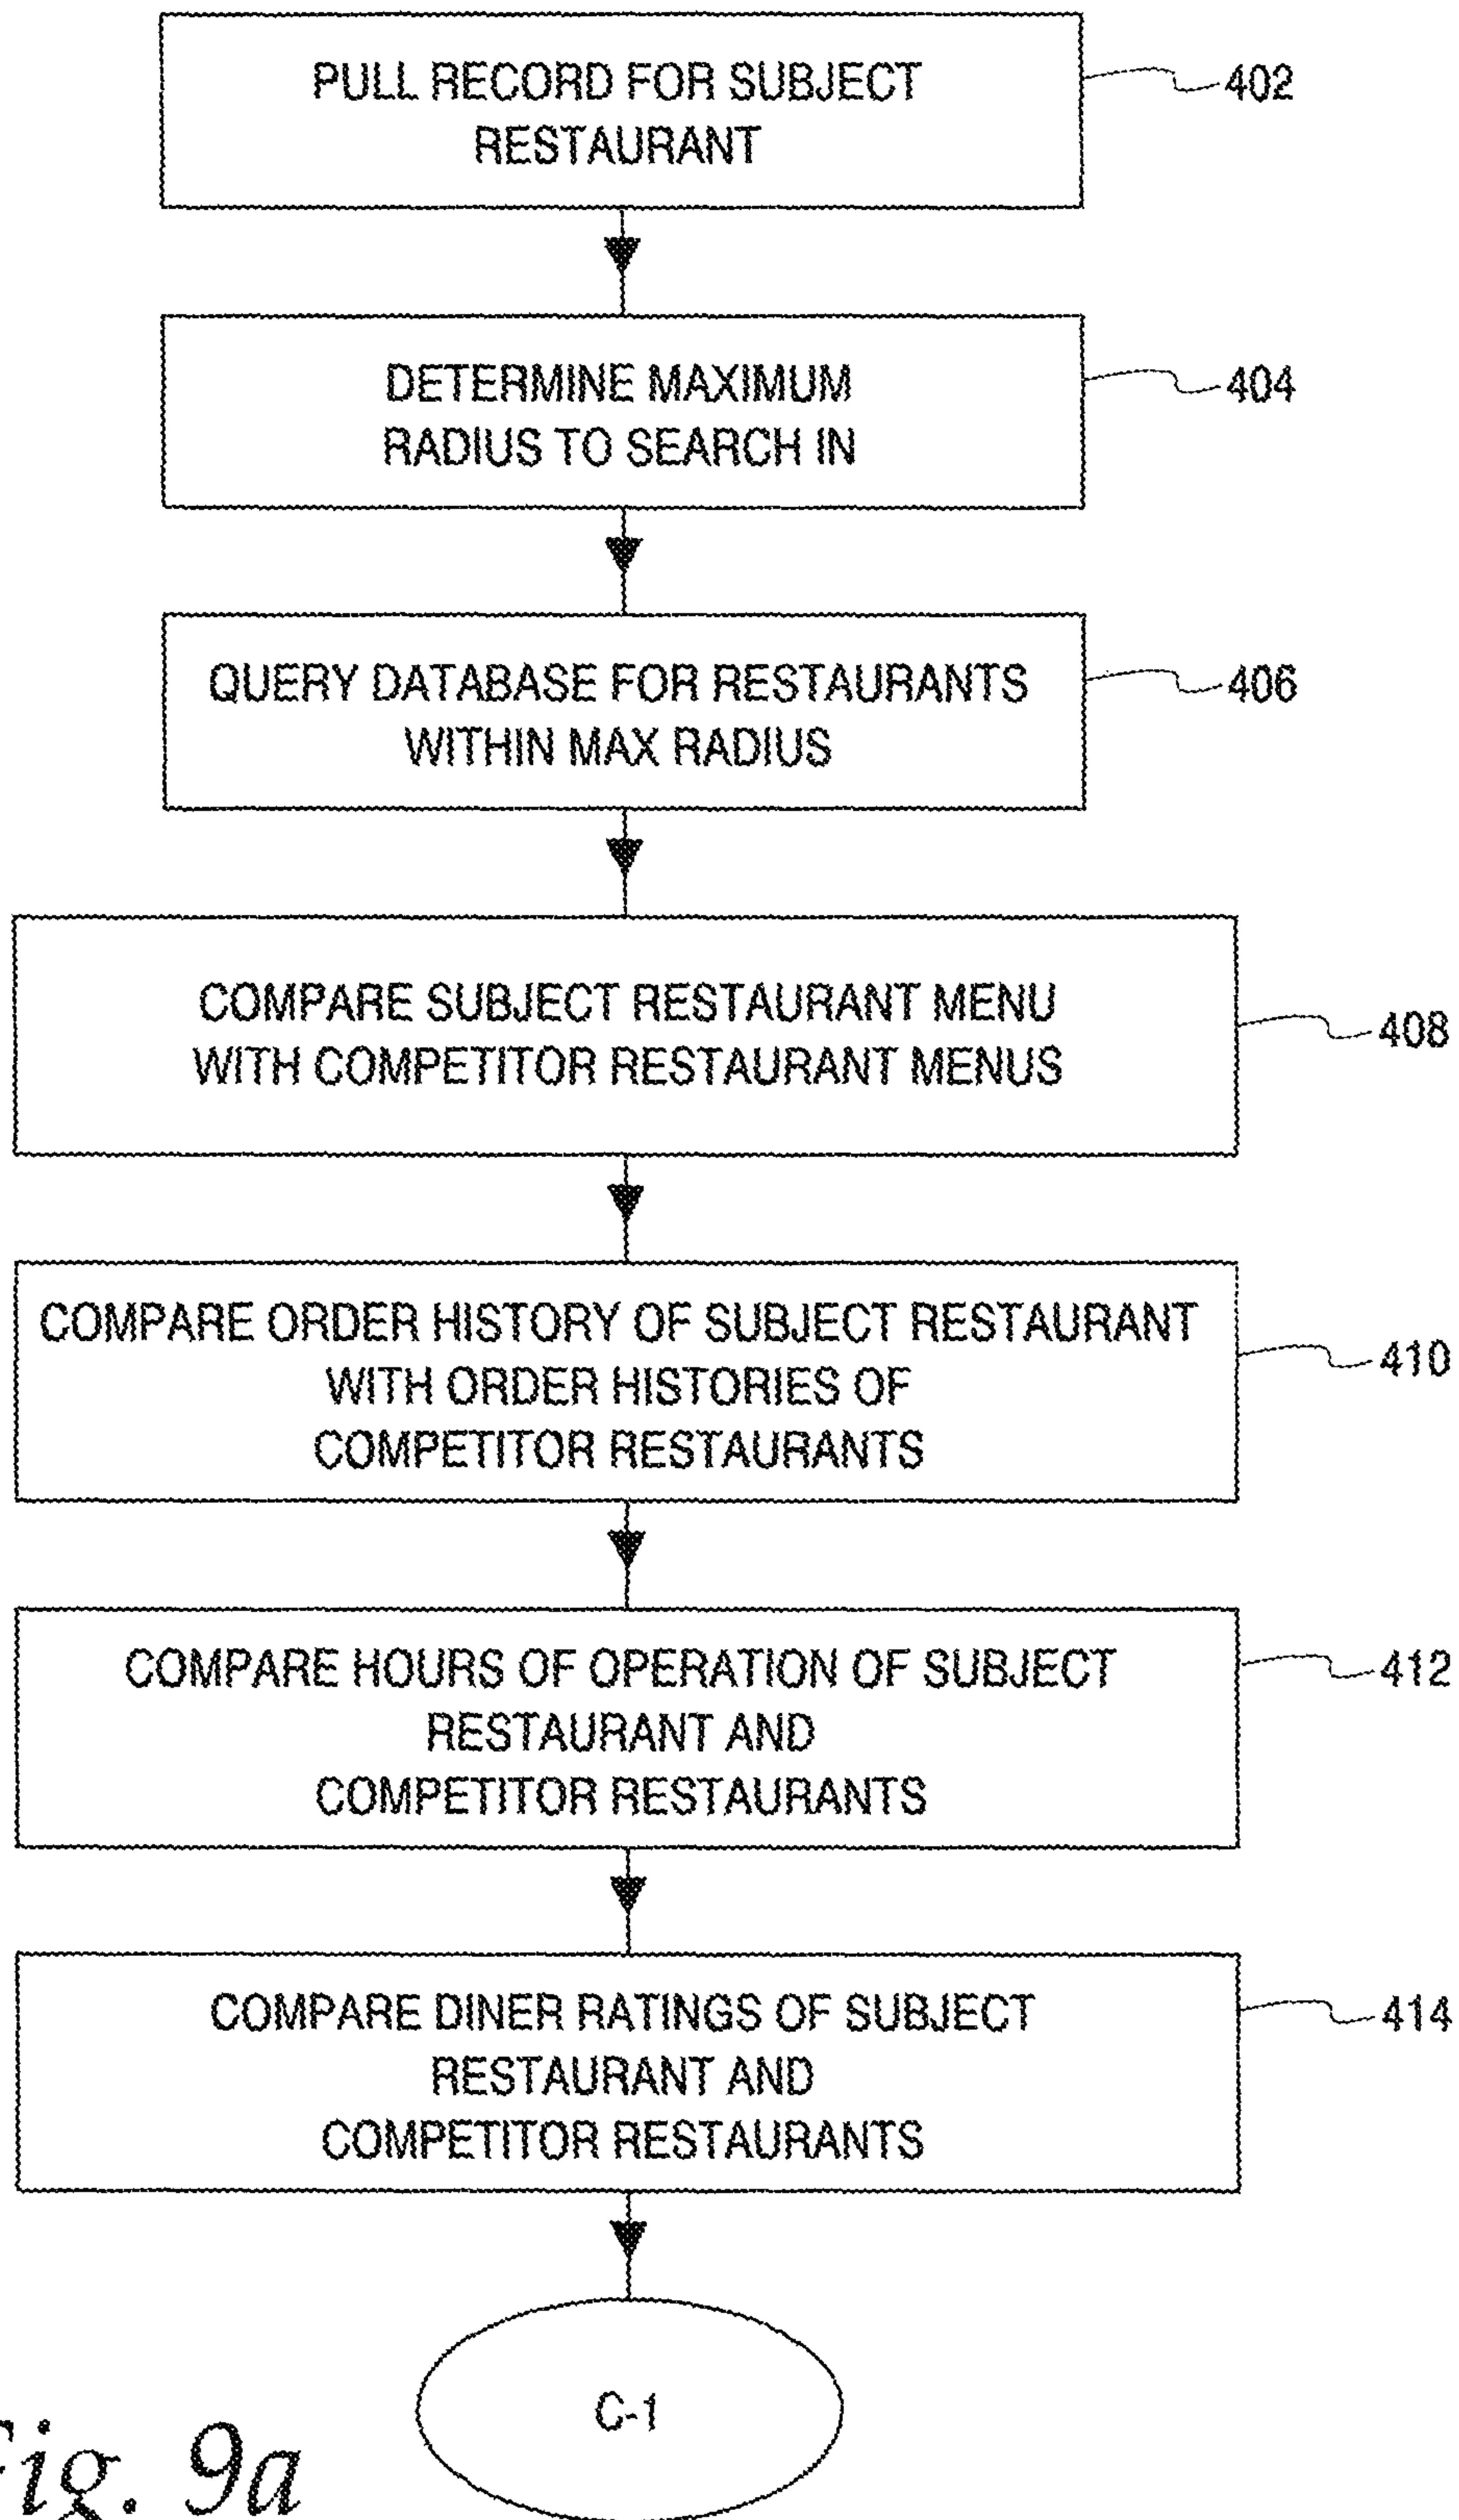 PULL RECORD FOR SUBJECT
RESTAURANT
402
DETERMINE MAXIMUM
RADIUS TO SEARCH IN
404
QUERY DATABASE FOR RESTAURANTS
WITHIN MAX RADIUS
406
COMPARE SUBJECT RESTAURANT MENU
WITH COMPETITOR RESTAURANT MENUS
408
COMPARE ORDER HISTORY OF SUBJECT RESTAURANT
WITH ORDER HISTORIES OF
COMPETITOR RESTAURANTS
410
COMPARE HOURS OF OPERATION OF SUBJECT
RESTAURANT AND
COMPETITOR RESTAURANTS
412
COMPARE DINER RATINGS OF SUBJECT
RESTAURANT AND
COMPETITOR RESTAURANTS
414
C-1
Fig. 9a